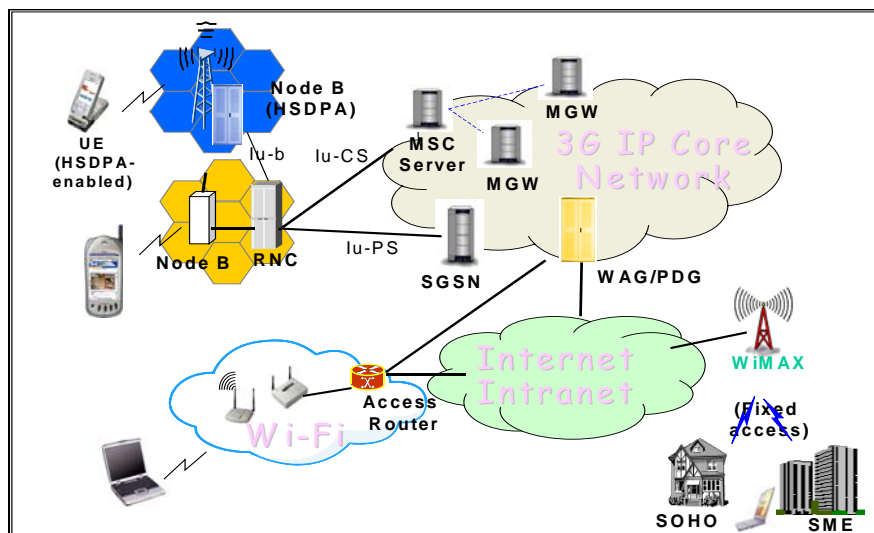 Node B
(HSDPA)
UE
(HSDPA-
enabled)
Iu-b
Iu-CS
MSC
Server
MGW
MGW
3G IP Core
Network
Node B
RNC
Iu-PS
SGSN
WAG/PDG
WiMAX
Internet
Intranet
Access
Router
Wi-Fi
(Fixed
access)
SOHO
SME